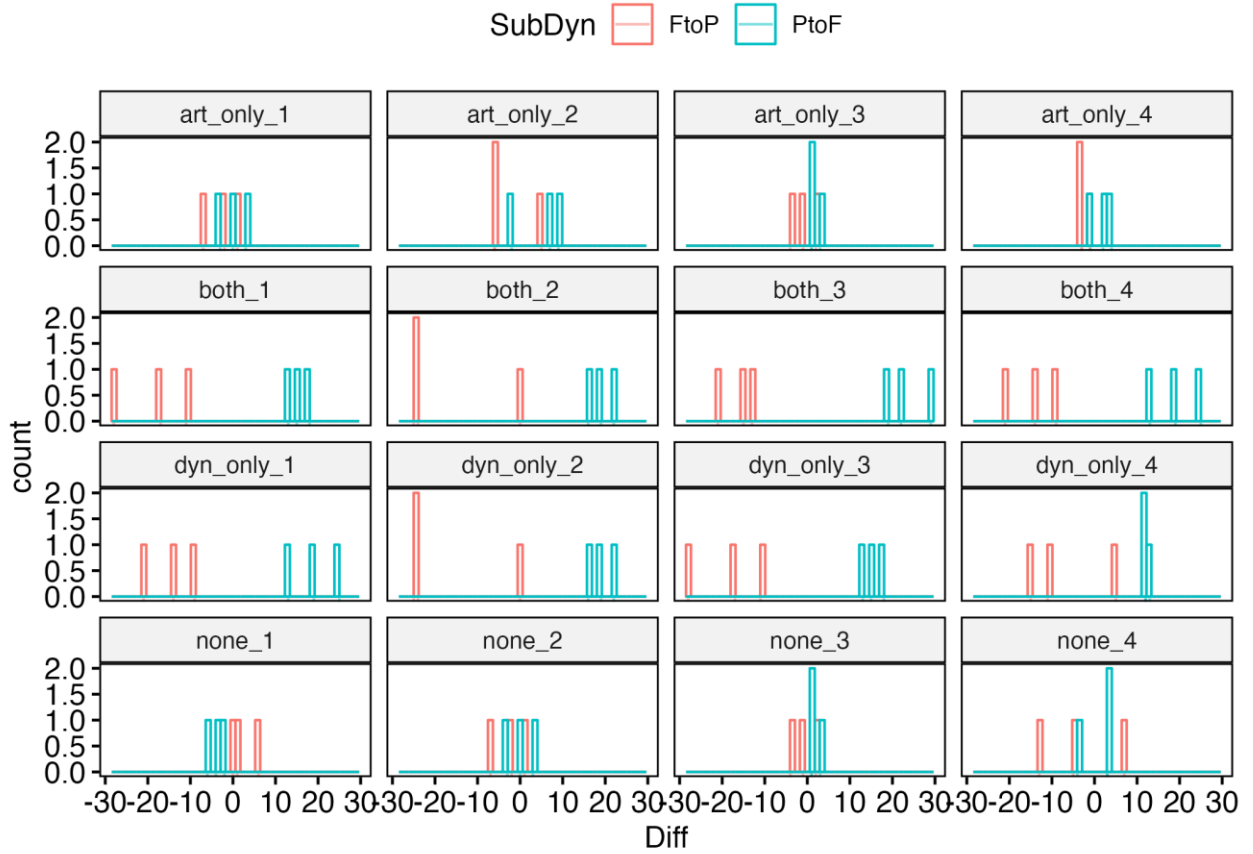 SubDyn FtoP PtoF
art_only_1 art_only_2 art_only_3 art_only_4
2.0
1.5
1.0
0.5
0.0
both_1 both_2 both_3 both_4
2.0
1.5
1.0
0.5
0.0
dyn_only_1 dyn_only_2 dyn_only_3 dyn_only_4
2.0
1.5
1.0
0.5
0.0
none_1 none_2 none_3 none_4
2.0
1.5
1.0
0.5
0.0
count
-30 -20 -10 0 10 20 30 -30 -20 -10 0 10 20 30 -30 -20 -10 0 10 20 30 -30 -20 -10 0 10 20 30
Diff